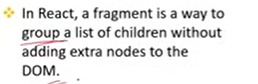 In React, a fragment is a way to
group a list of children without
adding extra nodes to the
DOM.